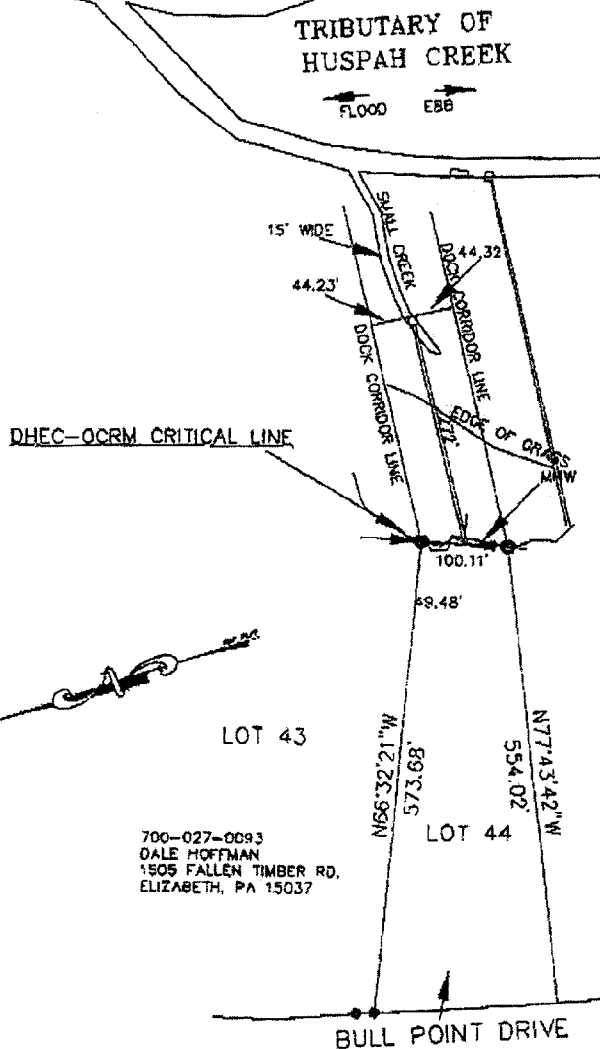 TRIBUTARY OF
HUSPAH CREEK
FLOOD
EBB
SMALL CREEK
15' WIDE
44.32
44.23'
DOCK CORRIDOR LINE
DOCK CORRIDOR LINE
EDGE OF GRASS
172'
DHEC-OCRM CRITICAL LINE
MHW
100.11'
69.48'
LOT 43
N66°32'21"W
573.68'
N77°43'42"W
554.02'
LOT 44
700-027-0093
DALE HOFFMAN
1505 FALLEN TIMBER RD,
ELIZABETH, PA 15037
BULL POINT DRIVE